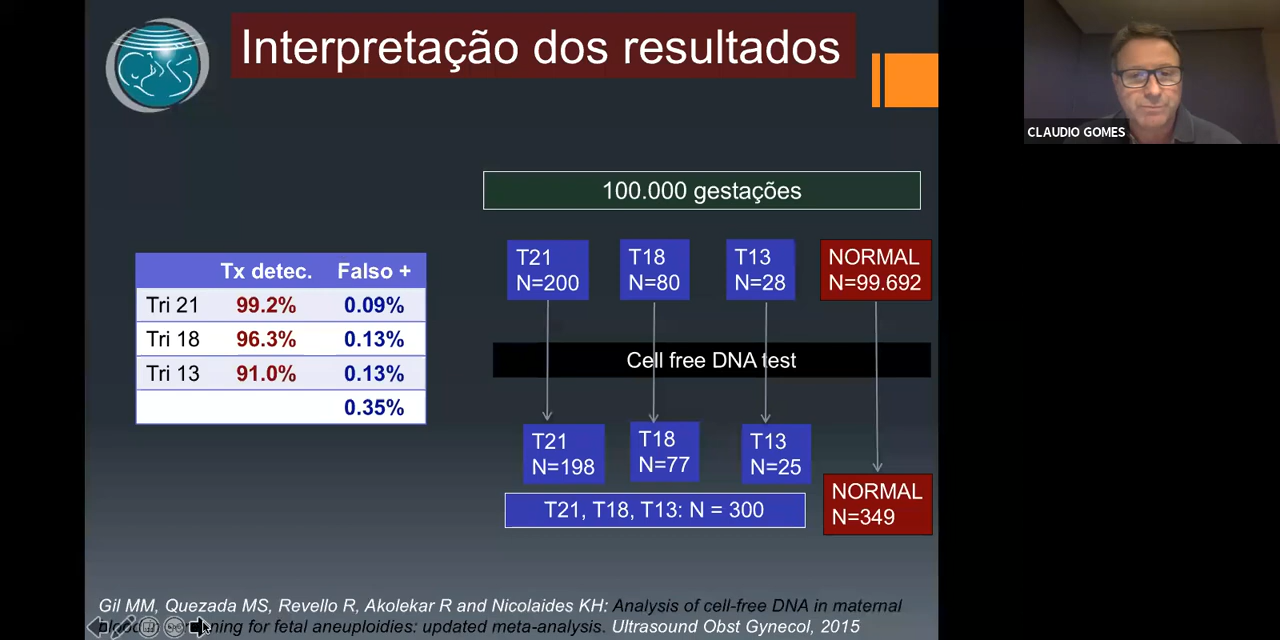 Interpretação dos resultados
CLAUDIO GOMES
100.000 gestações
Tx detec. Falso +
Tri 21 99.2% 0.09%
Tri 18 96.3% 0.13%
Tri 13 91.0% 0.13%
0.35%
T21
N=200
T18
N=80
T13
N=28
NORMAL
N=99.692
Cell free DNA test
T21
N=198
T18
N=77
T13
N=25
NORMAL
N=349
T21, T18, T13: N = 300
Gil MM, Quezada MS, Revello R, Akolekar R and Nicolaides KH: Analysis of cell-free DNA in maternal
for fetal aneuploidies: updated meta-analysis. Ultrasound Obst Gynecol, 2015